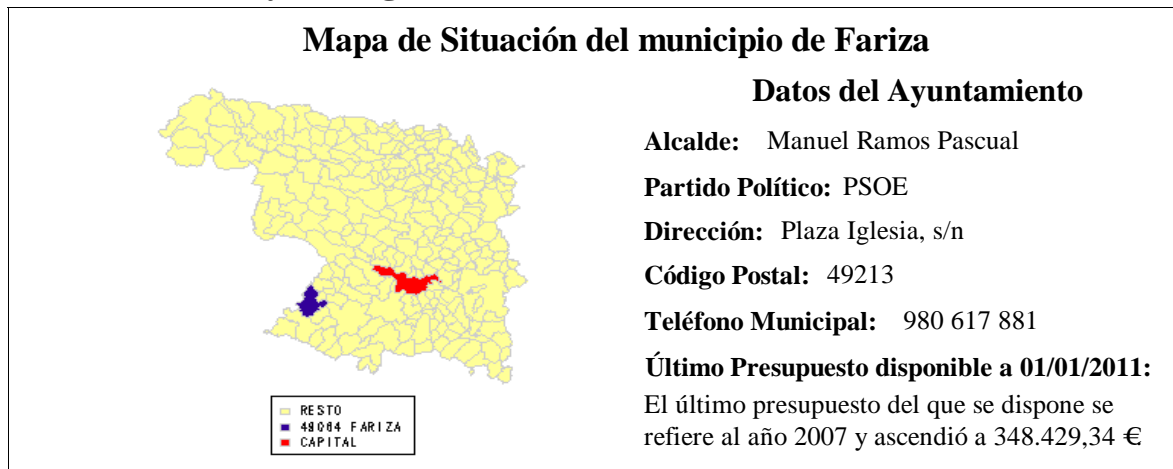 Mapa de Situación del municipio de Fariza
Datos del Ayuntamiento
Alcalde: Manuel Ramos Pascual
Partido Político: PSOE
Dirección: Plaza Iglesia, s/n
Código Postal: 49213
Teléfono Municipal: 980 617 881
Último Presupuesto disponible a 01/01/2011:
El último presupuesto del que se dispone se
refiere al año 2007 y ascendió a 348.429,34 €
RESTO
49064 FARIZA
CAPITAL